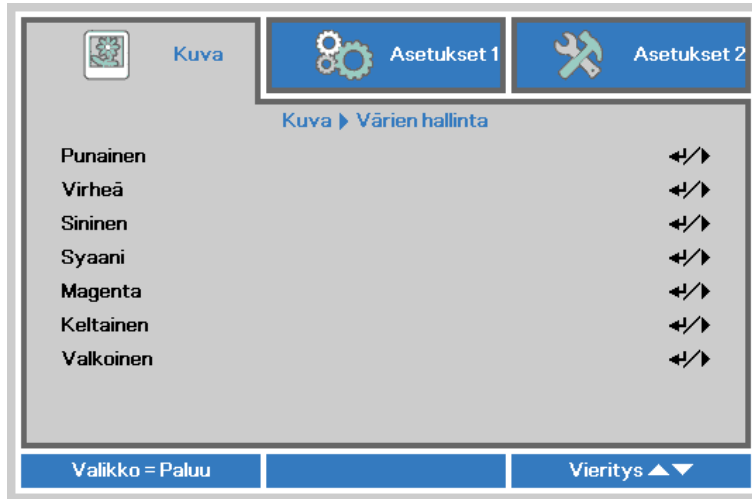 Kuva
Asetukset 1
Asetukset 2
Kuva Värien hallinta
Punainen
Virheä
Sininen
Syaani
Magenta
Keltainen
Valkoinen
Valikko = Paluu
Vieritys